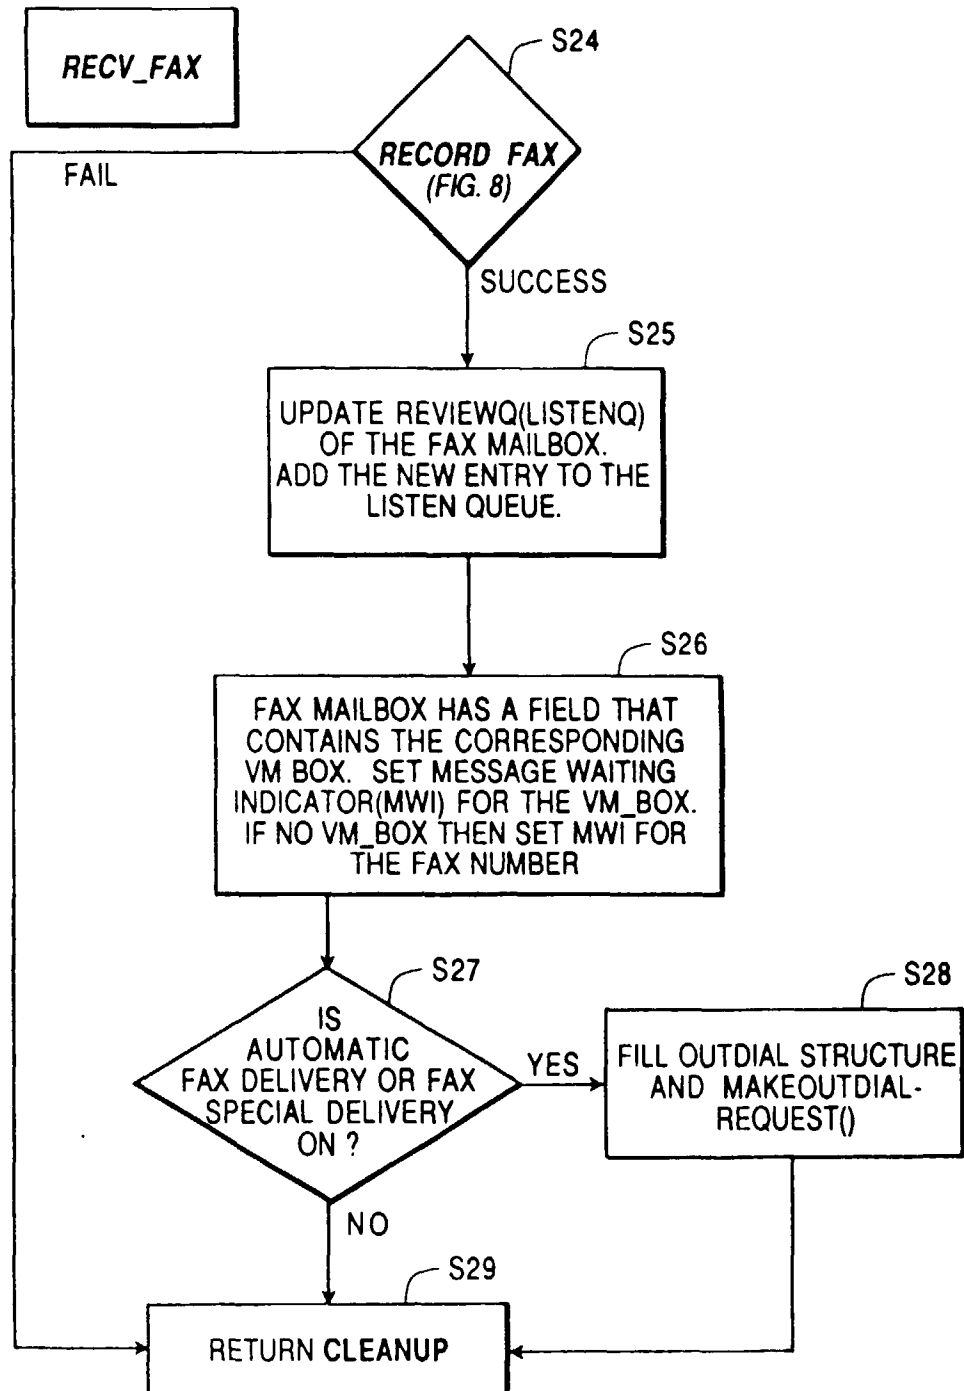 RECV_FAX
S24
RECORD FAX
(FIG. 8)
FAIL
SUCCESS
S25
UPDATE REVIEWQ(LISTENQ)
OF THE FAX MAILBOX.
ADD THE NEW ENTRY TO THE
LISTEN QUEUE.
S26
FAX MAILBOX HAS A FIELD THAT
CONTAINS THE CORRESPONDING
VM BOX. SET MESSAGE WAITING
INDICATOR(MWI) FOR THE VM_BOX.
IF NO VM_BOX THEN SET MWI FOR
THE FAX NUMBER
S27
IS
AUTOMATIC
FAX DELIVERY OR FAX
SPECIAL DELIVERY
ON ?
YES
S28
FILL OUTDIAL STRUCTURE
AND MAKEOUTDIAL-
REQUEST()
NO
S29
RETURN CLEANUP